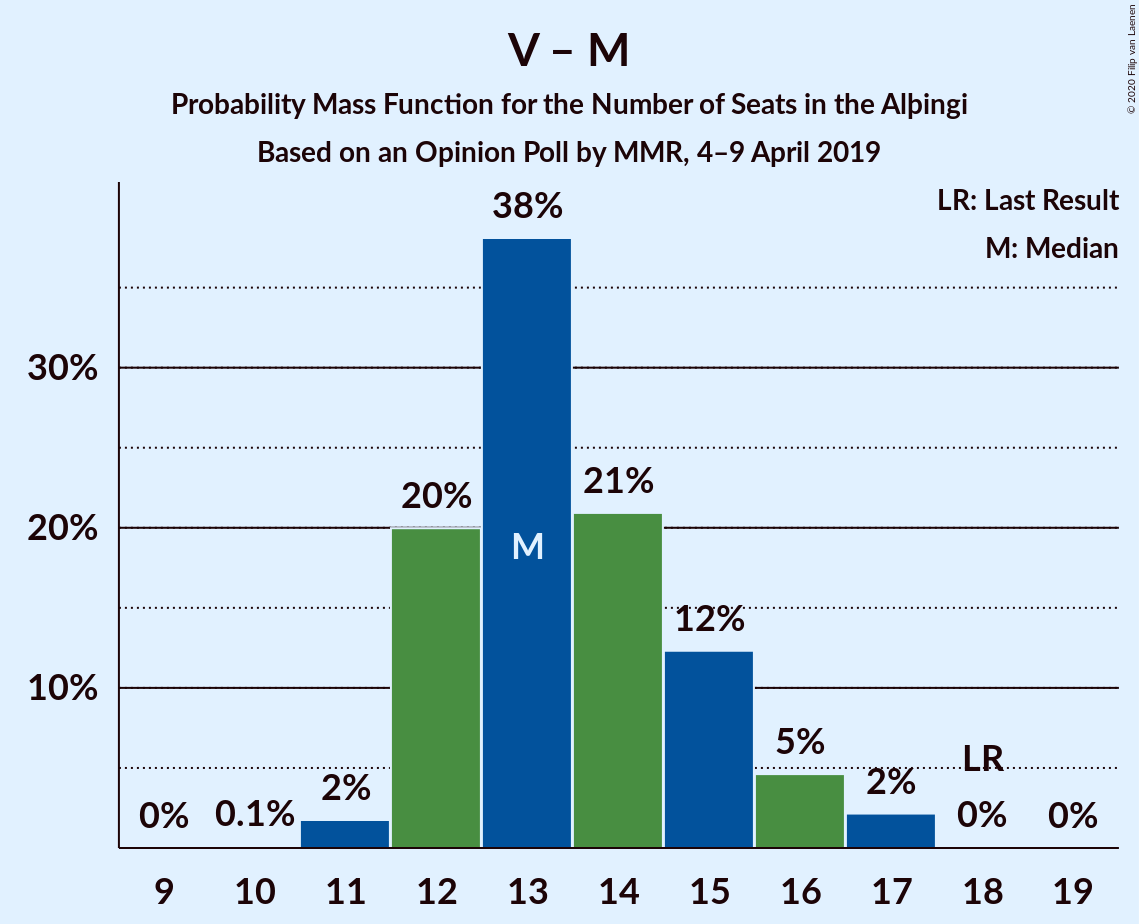 V – M
Probability Mass Function for the Number of Seats in the Alþingi
Based on an Opinion Poll by MMR, 4–9 April 2019
© 2020 Filip van Laenen
LR: Last Result
M: Median
38%
30%
21%
20%
M
20%
12%
10%
5%
LR
2%
2%
0%
0.1%
0%
0%
9 10 11 12 13 14 15 16 17 18 19